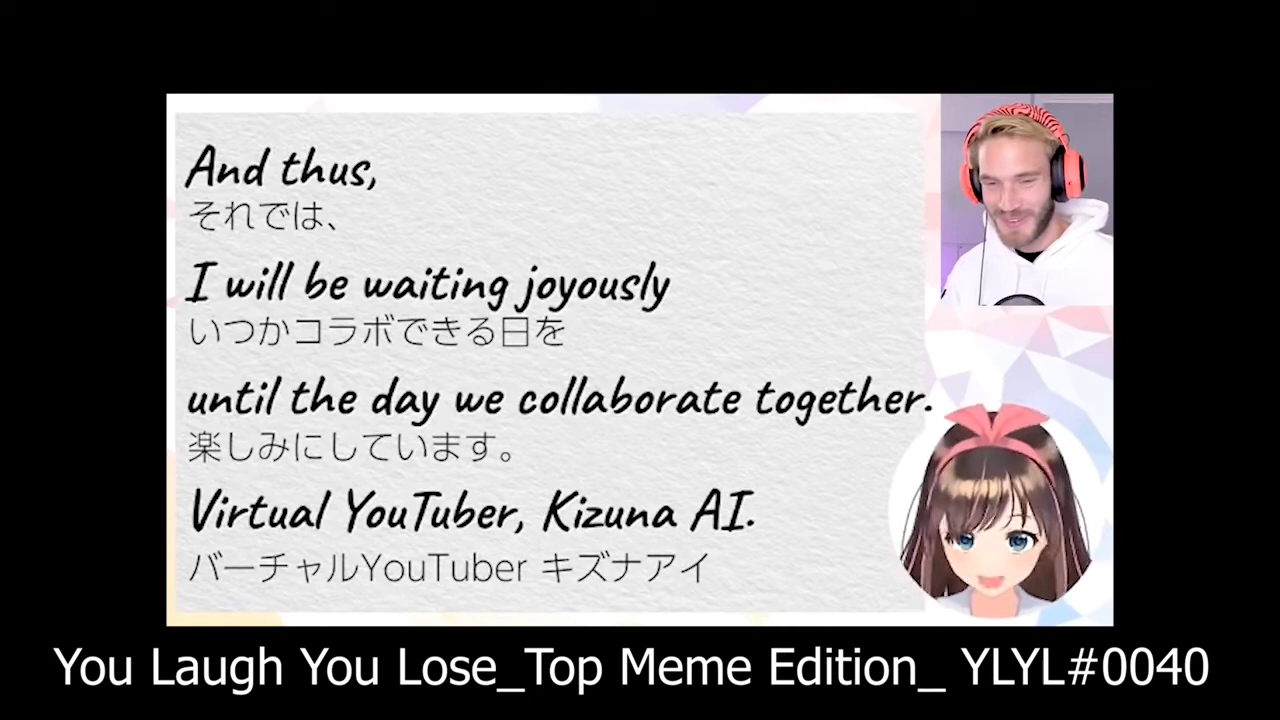 And thus,
それでは、
I will be waiting joyously
いつかコラボできる日を
until the day we collaborate together.
楽しみにしています。
Virtual YouTuber, Kizuna AI.
バーチャルYouTuber キズナアイ
You Laugh You Lose_Top Meme Edition_ YLYL#0040